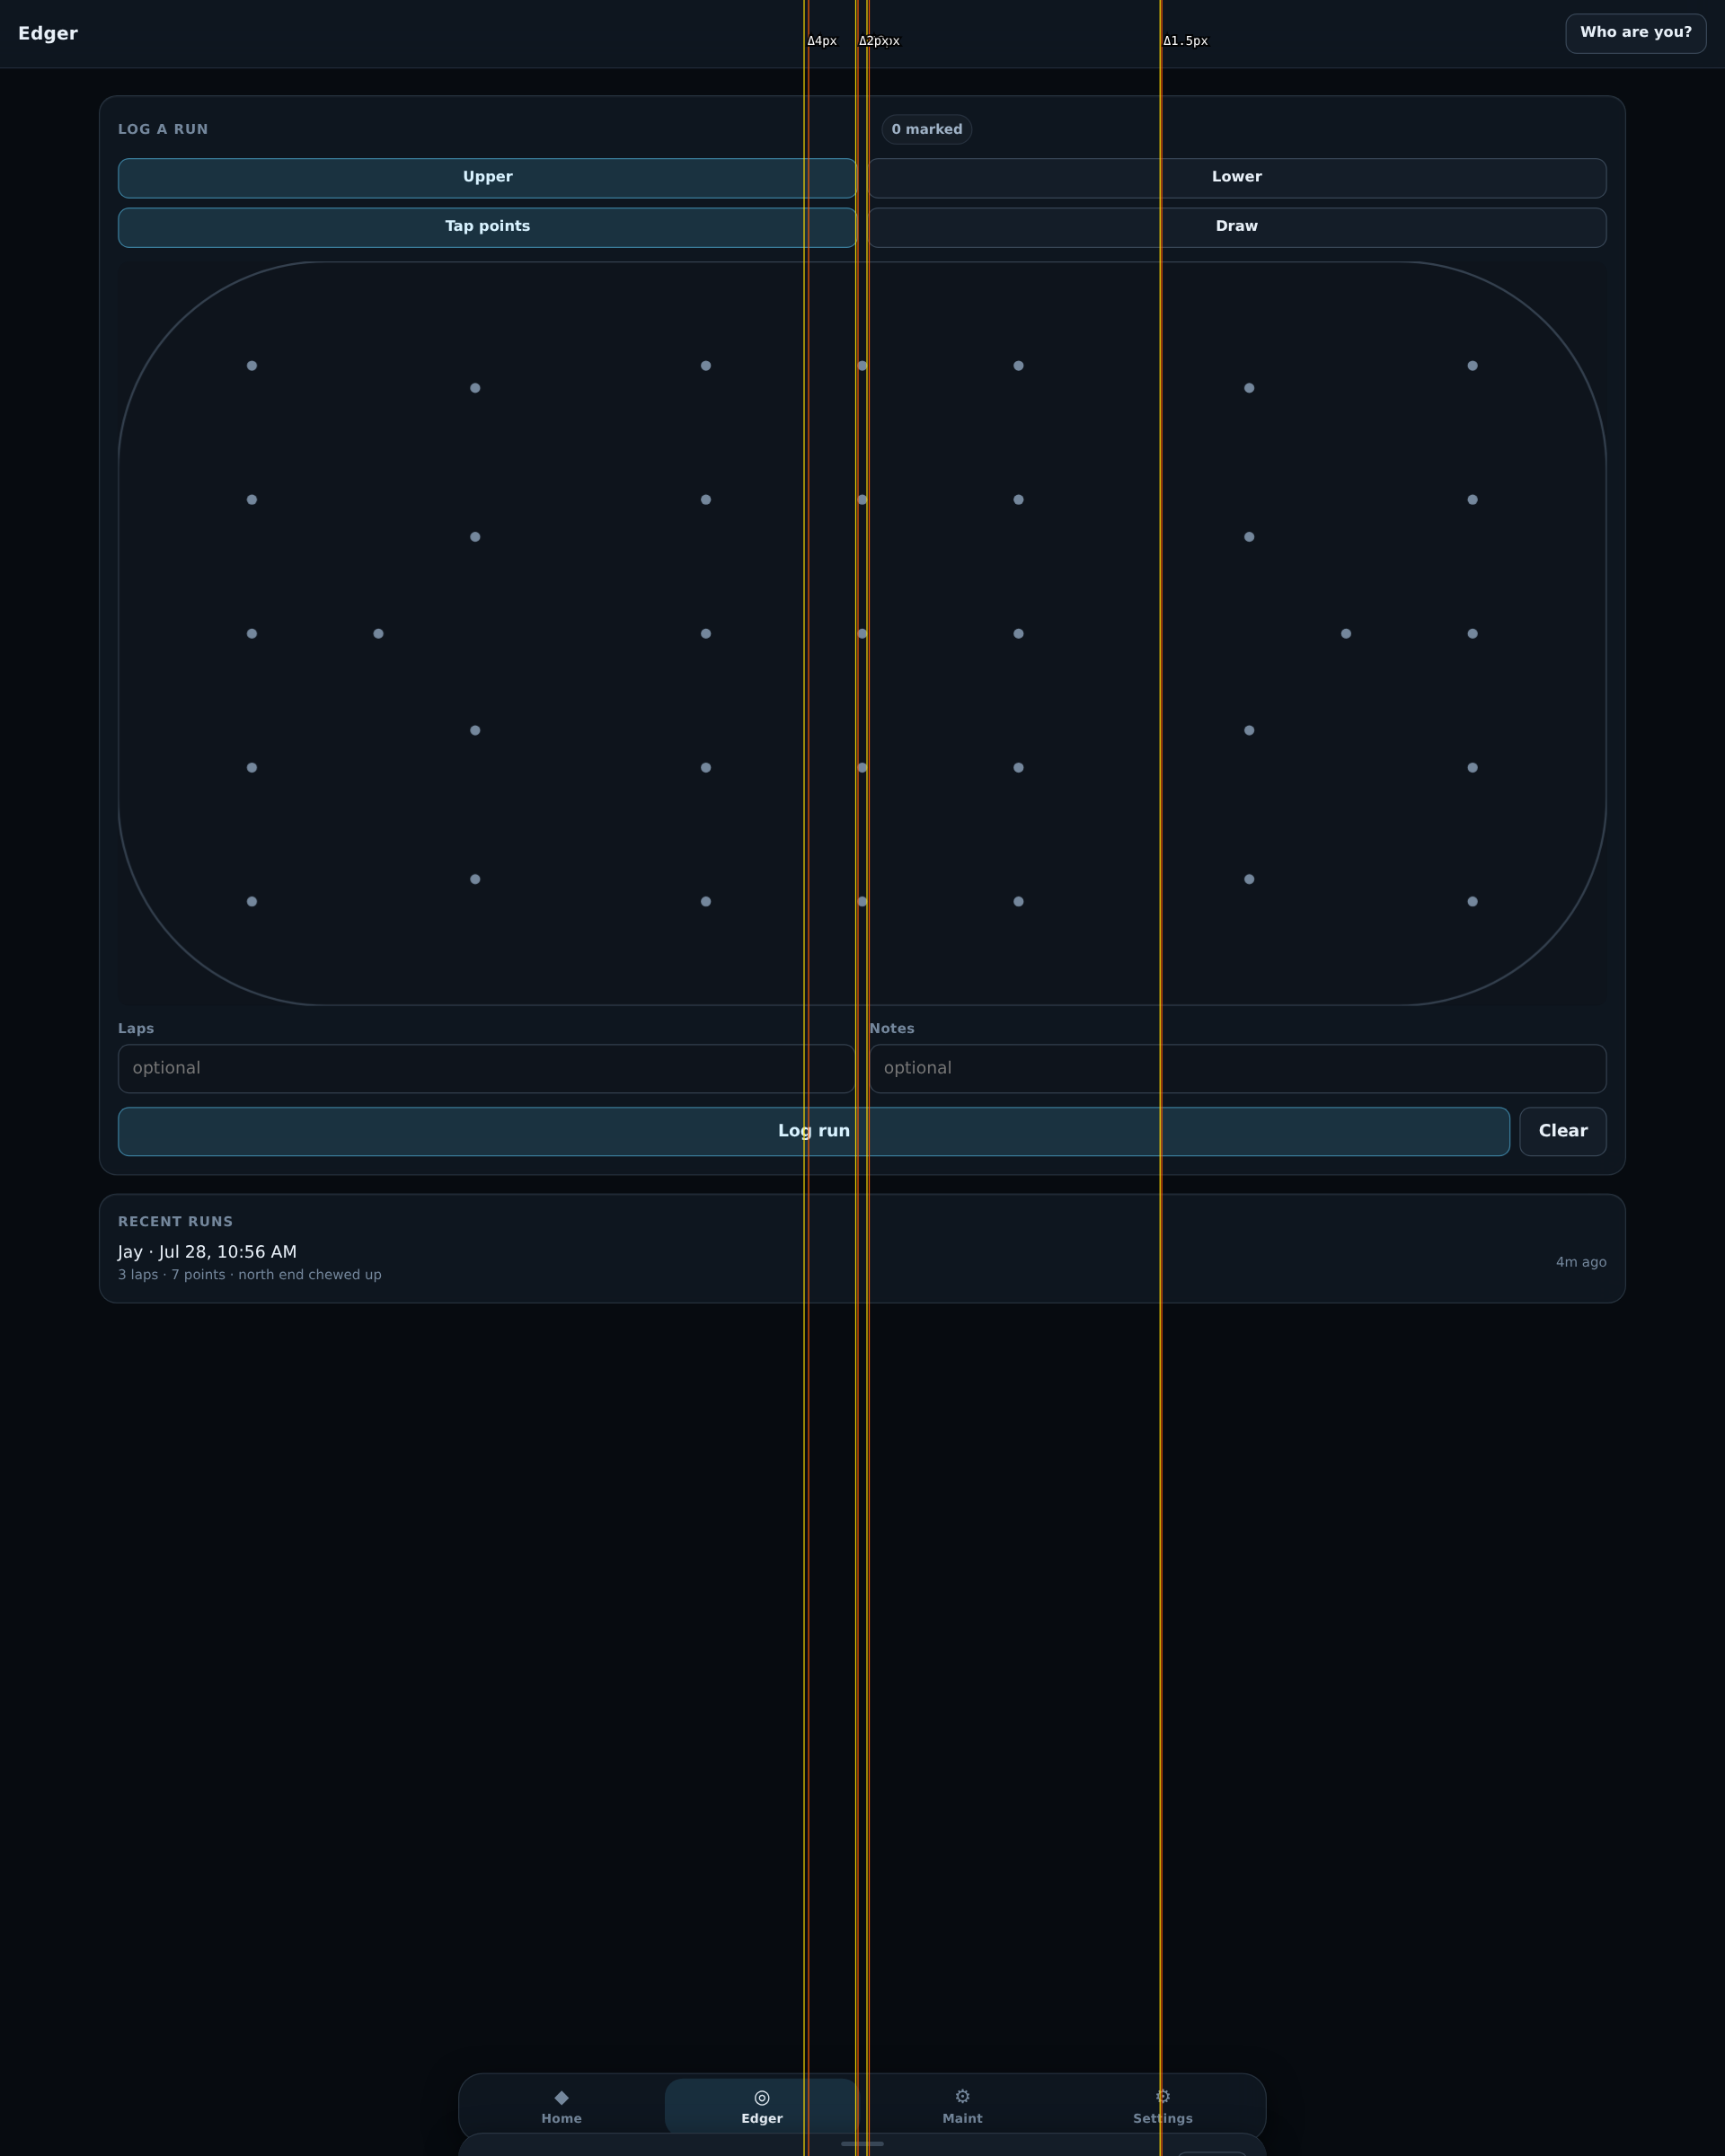 Edger
Δ4px
Δ2px
Δ1.5px
Who are you?
LOG A RUN
0 marked
Upper
Lower
Tap points
Draw
Laps
Notes
optional
optional
Log run
Clear
RECENT RUNS
Jay · Jul 28, 10:56 AM
3 laps · 7 points · north end chewed up
4m ago
Home
Edger
Maint
Settings